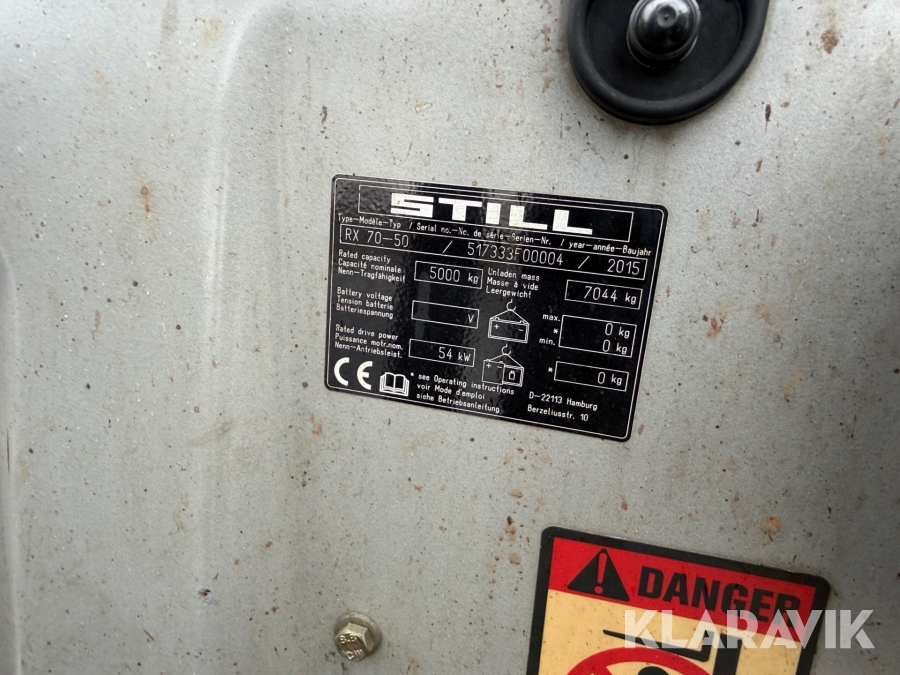 STILL
Type-Modèle-Typ / Serial no.-No. de série-Serien-Nr. / year-année-Baujahr
RX 70-50 / 517333F00004 / 2015
Rated capacity
Capacité nominale
Nenn-Tragfähigkeit
5000 kg
Unladen mass
Masse à vide
Leergewicht
7044 kg
Battery voltage
Tension batterie
Batteriespannung
V
max. 0 kg
*
min. 0 kg
Rated drive power
Puissance motr.nom.
Nenn-Antriebsleist.
54 kW
* 0 kg
CE
* see Operating instructions
voir Mode d'emploi
siehe Betriebsanleitung
D-22113 Hamburg
Berzeliusstr. 10
DANGER
KLARAVIK